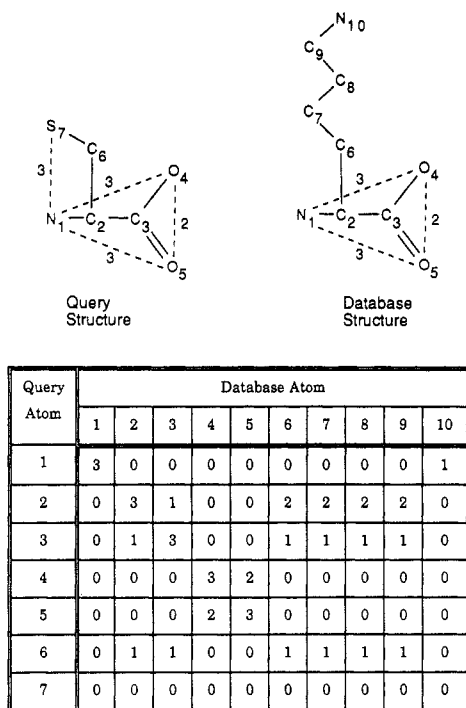 N10
C9
C8
C7
S7
C6
C6
3
3
O4
3
O4
N1
C2
C3
2
N1
C2
C3
2
3
O5
3
O5
Query
Structure
Database
Structure
Query
Atom
Database Atom
1 2 3 4 5 6 7 8 9 10
1 3 0 0 0 0 0 0 0 0 1
2 0 3 1 0 0 2 2 2 2 0
3 0 1 3 0 0 1 1 1 1 0
4 0 0 0 3 2 0 0 0 0 0
5 0 0 0 2 3 0 0 0 0 0
6 0 1 1 0 0 1 1 1 1 0
7 0 0 0 0 0 0 0 0 0 0